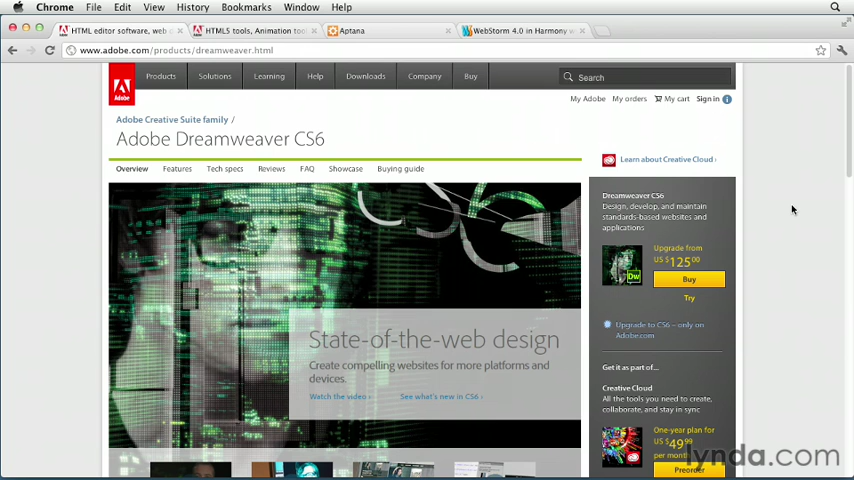 Chrome File Edit View History Bookmarks Window Help
HTML editor software, web d HTML5 tools, Animation tool Aptana WebStorm 4.0 in Harmony w
www.adobe.com/products/dreamweaver.html
Products Solutions Learning Help Downloads Company Buy Search
Adobe
My Adobe My orders My cart Sign in
Adobe Creative Suite family /
Adobe Dreamweaver CS6
Learn about Creative Cloud ›
Overview Features Tech specs Reviews FAQ Showcase Buying guide
Dreamweaver CS6
Design, develop, and maintain
standards-based websites and
applications
Upgrade from
US $125.00
Dw
Buy
Try
Upgrade to CS6 – only on
Adobe.com
State-of-the-web design
Create compelling websites for more platforms and
devices.
Watch the video › See what's new in CS6 ›
Get it as part of...
Creative Cloud
All the tools you need to create,
collaborate, and stay in sync
One-year plan for
US $49.99
per month
Preorder
lynda.com